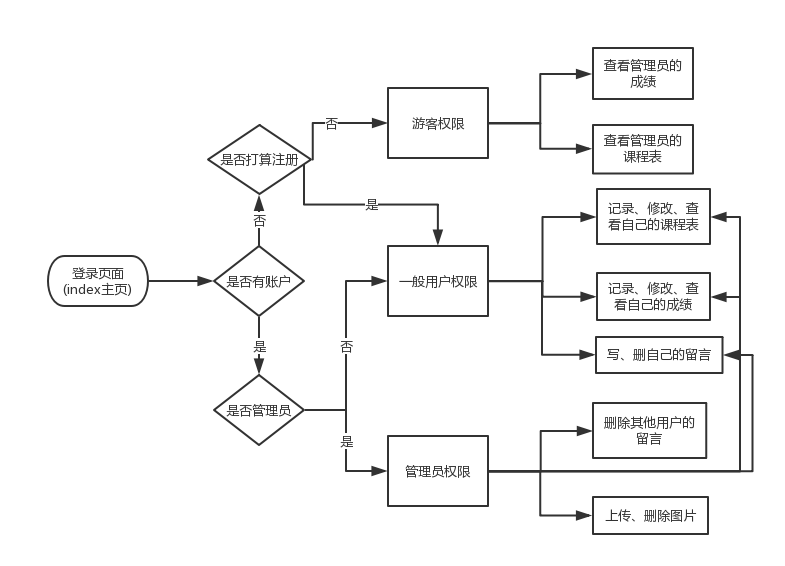 查看管理员的
成绩
否
游客权限
查看管理员的
课程表
是否打算注册
是
记录、修改、查
看自己的课程表
否
登录页面
(index主页)
是否有账户
一般用户权限
记录、修改、查
看自己的成绩
是
否
写、删自己的留言
是否管理员
删除其他用户的
留言
是
管理员权限
上传、删除图片